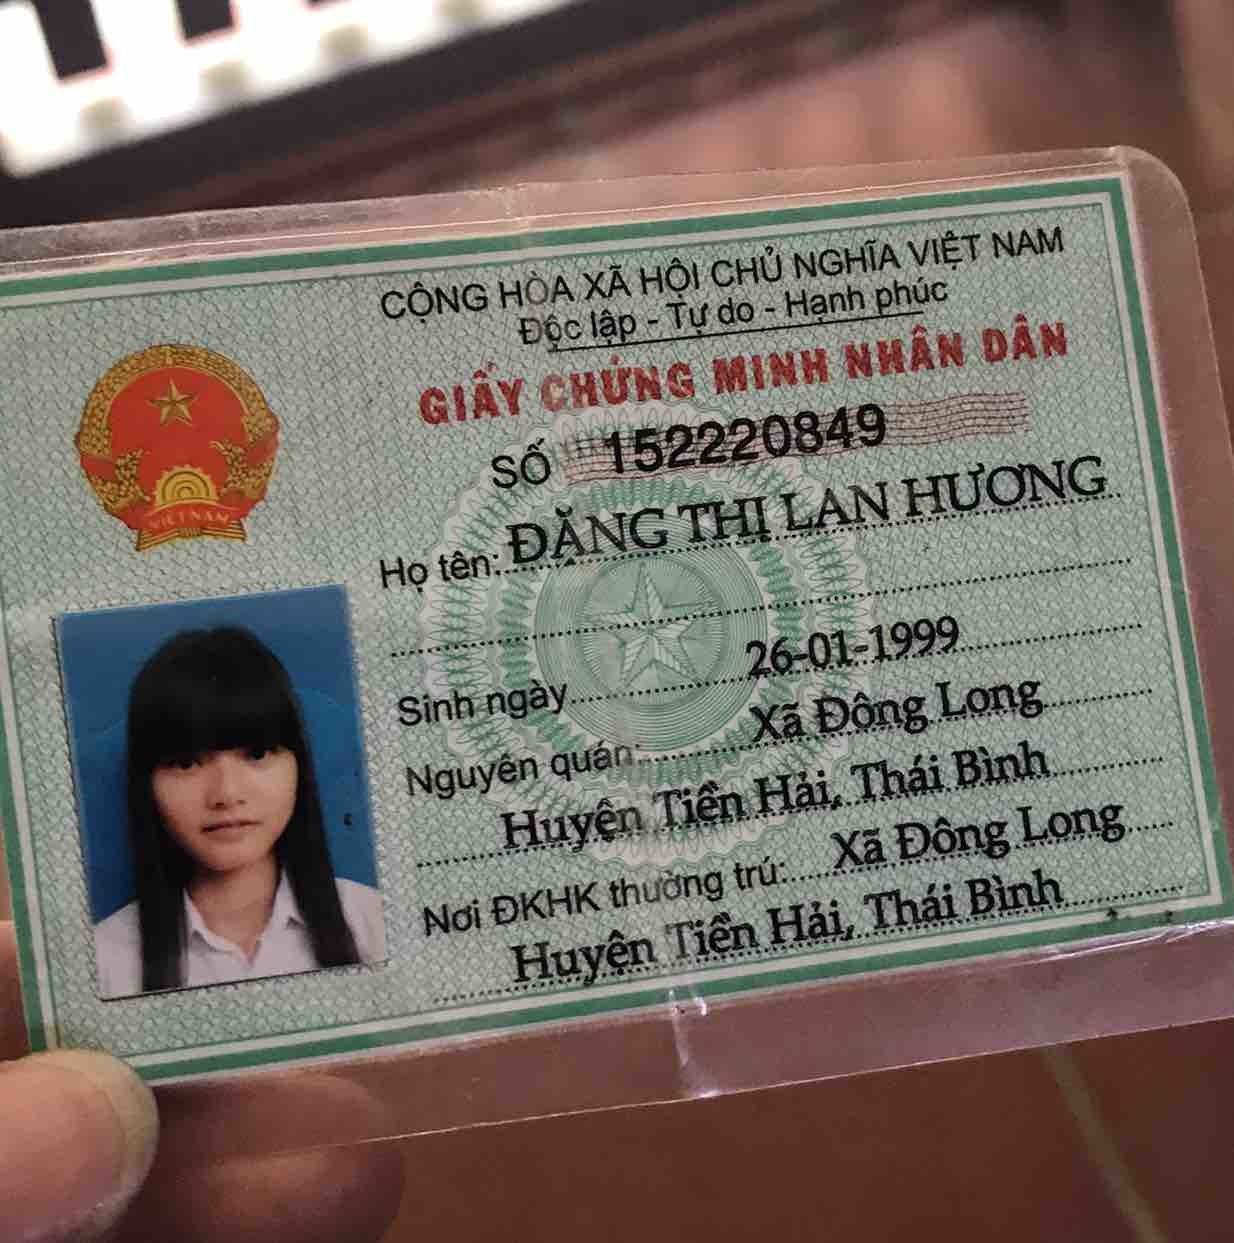 CỘNG HÒA XÃ HỘI CHỦ NGHĨA VIỆT NAM
Độc lập - Tự do - Hạnh phúc
GIẤY CHỨNG MINH NHÂN DÂN
SỐ 152220849
Họ tên: ĐẶNG THỊ LAN HƯƠNG
Sinh ngày 26-01-1999
Nguyên quán: Xã Đông Long
Huyện Tiền Hải, Thái Bình
Nơi ĐKHK thường trú: Xã Đông Long
Huyện Tiền Hải, Thái Bình
VIỆT NAM